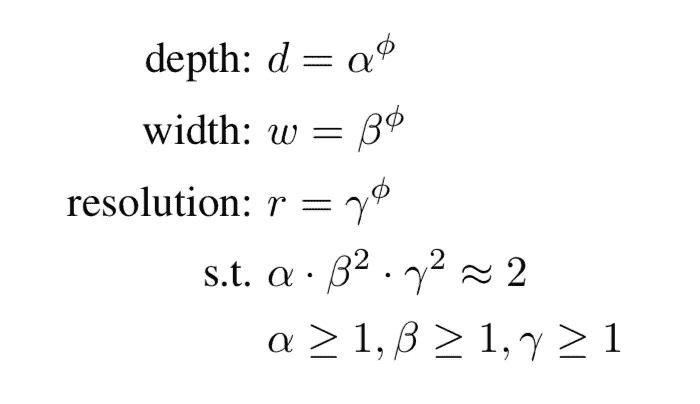 depth: d = α^ϕ
width: w = β^ϕ
resolution: r = γ^ϕ
s.t. α · β² · γ² ≈ 2
α ≥ 1, β ≥ 1, γ ≥ 1